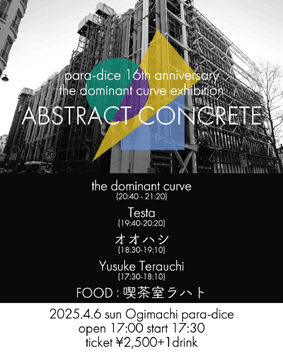 para-dice 16th anniversary
the dominant curve exhibition
ABSTRACT CONCRETE
the dominant curve
(20:40 - 21:20)
Testa
(19:40-20:20)
オオハシ
(18:30-19:10)
Yusuke Terauchi
(17:30-18:10)
FOOD : 喫茶室ラハト
2025.4.6 sun Ogimachi para-dice
open 17:00 start 17:30
ticket ¥2,500+1drink